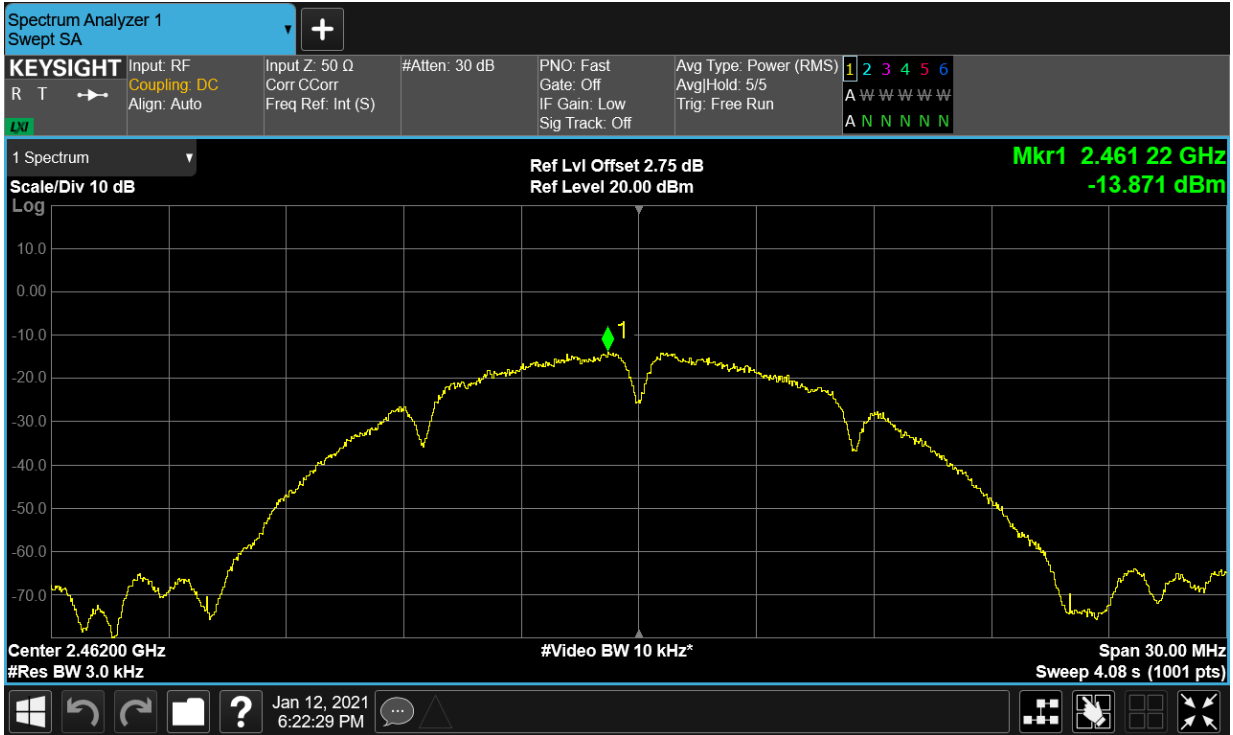 Spectrum Analyzer 1
Swept SA
KEYSIGHT
R T
LXI
Input: RF
Coupling: DC
Align: Auto
Input Z: 50 Ω
Corr CCorr
Freq Ref: Int (S)
#Atten: 30 dB
PNO: Fast
Gate: Off
IF Gain: Low
Sig Track: Off
Avg Type: Power (RMS)
Avg|Hold: 5/5
Trig: Free Run
1 2 3 4 5 6
A W W W W W
A N N N N N
1 Spectrum
Scale/Div 10 dB
Log
Ref Lvl Offset 2.75 dB
Ref Level 20.00 dBm
Mkr1 2.461 22 GHz
-13.871 dBm
10.0
0.00
-10.0
1
-20.0
-30.0
-40.0
-50.0
-60.0
-70.0
Center 2.46200 GHz
#Video BW 10 kHz*
Span 30.00 MHz
#Res BW 3.0 kHz
Sweep 4.08 s (1001 pts)
?
Jan 12, 2021
6:22:29 PM